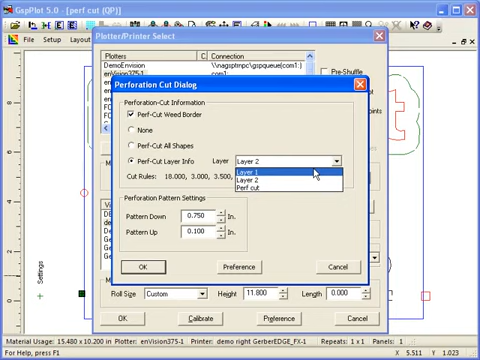 GspPlot 5.0 - [perf cut (QP)]
File Setup
Plotter/Printer Select
Plotters C Connection
DemoEnvision \\nagsptmpc\gspqueue(com1:)
enVision375-1 com1:
Pre-Shuffle
Perforation Cut Dialog
Perforation-Cut Information
Perf-Cut Weed Border
None
Perf-Cut All Shapes
Perf-Cut Layer Info Layer Layer 2
Layer 1
Layer 2
Perf cut
Cut Rules: 18.000, 3.000, 3.500,
Perforation Pattern Settings
Pattern Down 0.750 In.
Pattern Up 0.100 In.
OK Preference Cancel
Roll Size Custom Height 11.800 Length 0.000
OK Calibrate Preference Cancel
Settings
Material Usage: 15.480 x 10.200 inches Plotter: enVision375-1 Printer: demo right GerberEDGE_FX-1 Repeats: 1 x 1 Panels: 1
For Help, press F1 X 5.511 Y 1.023